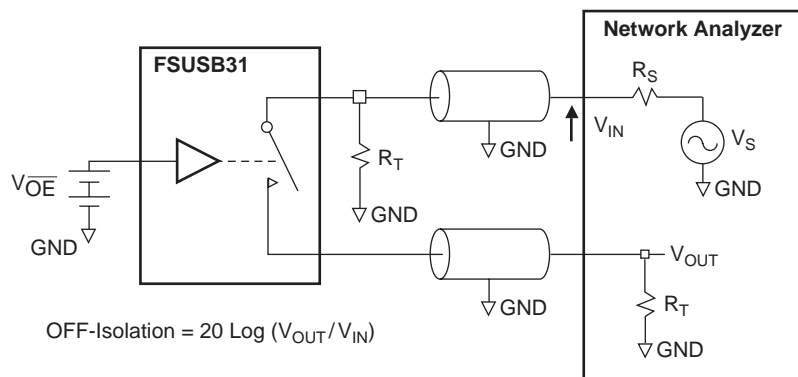 Network Analyzer
FSUSB31
R_S
V_IN
V_S
GND
GND
R_T
GND
V_OE̅
GND
V_OUT
GND
R_T
GND
OFF-Isolation = 20 Log (V_OUT/V_IN)